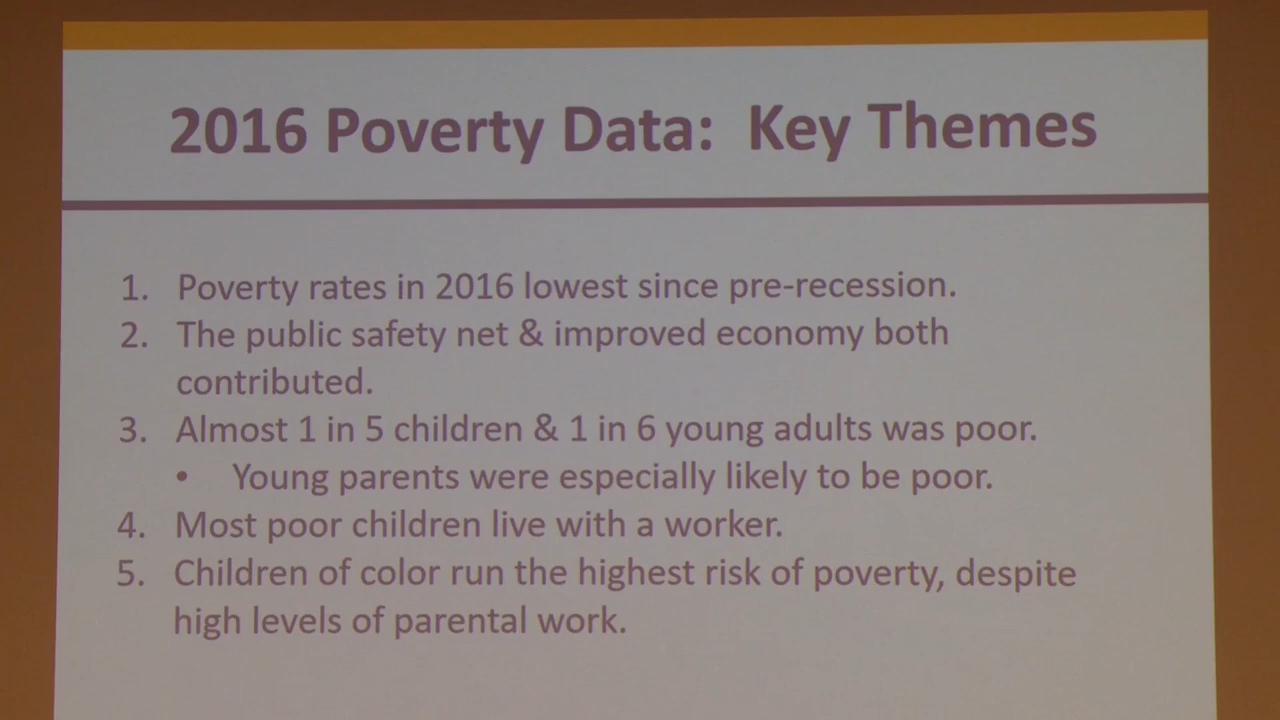 2016 Poverty Data:  Key Themes
1. Poverty rates in 2016 lowest since pre-recession.
2. The public safety net & improved economy both
contributed.
3. Almost 1 in 5 children & 1 in 6 young adults was poor.
• Young parents were especially likely to be poor.
4. Most poor children live with a worker.
5. Children of color run the highest risk of poverty, despite
high levels of parental work.